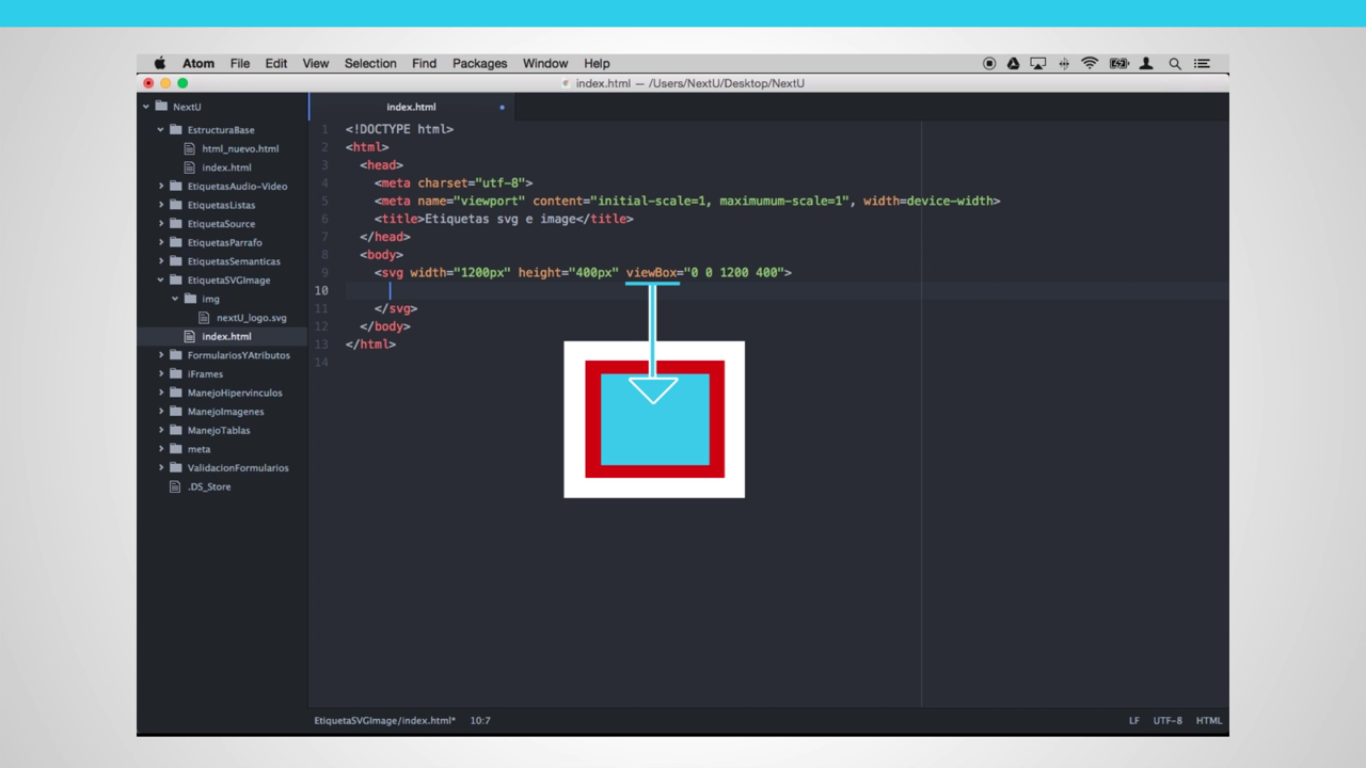 Atom File Edit View Selection Find Packages Window Help
index.html — /Users/NextU/Desktop/NextU
NextU
EstructuraBase
html_nuevo.html
index.html
EtiquetasAudio-Video
EtiquetasListas
EtiquetaSource
EtiquetasParrafo
EtiquetasSemanticas
EtiquetaSVGImage
img
nextU_logo.svg
index.html
FormulariosYAtributos
iFrames
ManejoHipervinculos
ManejoImagenes
ManejoTablas
meta
ValidacionFormularios
.DS_Store
index.html
1 <!DOCTYPE html>
2 <html>
3 <head>
4 <meta charset="utf-8">
5 <meta name="viewport" content="initial-scale=1, maximumum-scale=1", width=device-width>
6 <title>Etiquetas svg e image</title>
7 </head>
8 <body>
9 <svg width="1200px" height="400px" viewBox="0 0 1200 400">
10
11 </svg>
12 </body>
13 </html>
14
EtiquetaSVGImage/index.html* 10:7 LF UTF-8 HTML